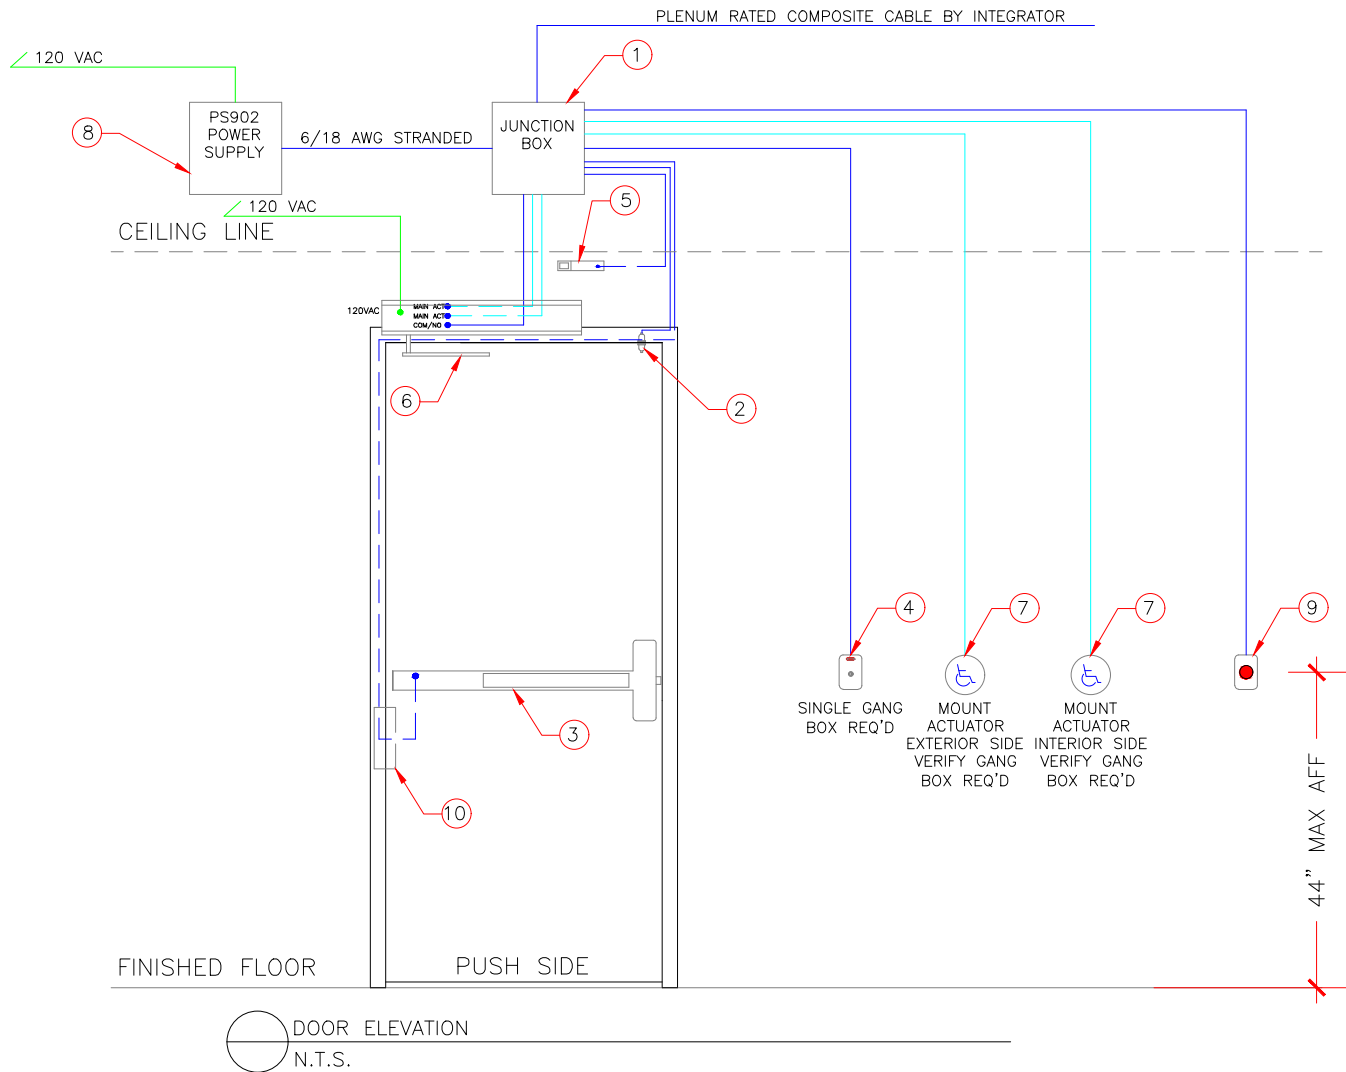 PLENUM RATED COMPOSITE CABLE BY INTEGRATOR
120 VAC
1
PS902
POWER
SUPPLY
8
6/18 AWG STRANDED
JUNCTION
BOX
120 VAC
5
CEILING LINE
120VAC
MAIN ACT
MAIN ACT
COM/NO
6
2
4
7
7
9
SINGLE GANG
BOX REQ'D
MOUNT
ACTUATOR
EXTERIOR SIDE
VERIFY GANG
BOX REQ'D
MOUNT
ACTUATOR
INTERIOR SIDE
VERIFY GANG
BOX REQ'D
3
10
44" MAX AFF
FINISHED FLOOR
PUSH SIDE
DOOR ELEVATION
N.T.S.